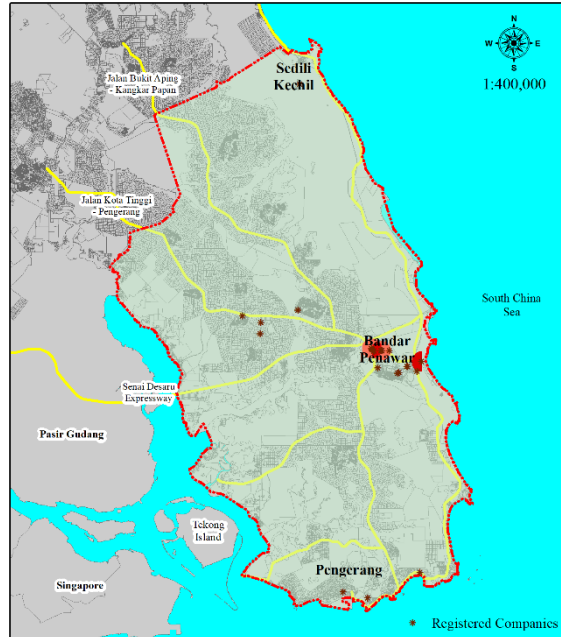 N
W
E
S
1:400,000
Sedili
Kechil
Jalan Bukit Aping
- Kangkar Papan
Jalan Kota Tinggi
- Pengerang
South China
Sea
Bandar
Penawar
Senai Desaru
Expressway
Pasir Gudang
Tekong
Island
Pengerang
Singapore
Registered Companies